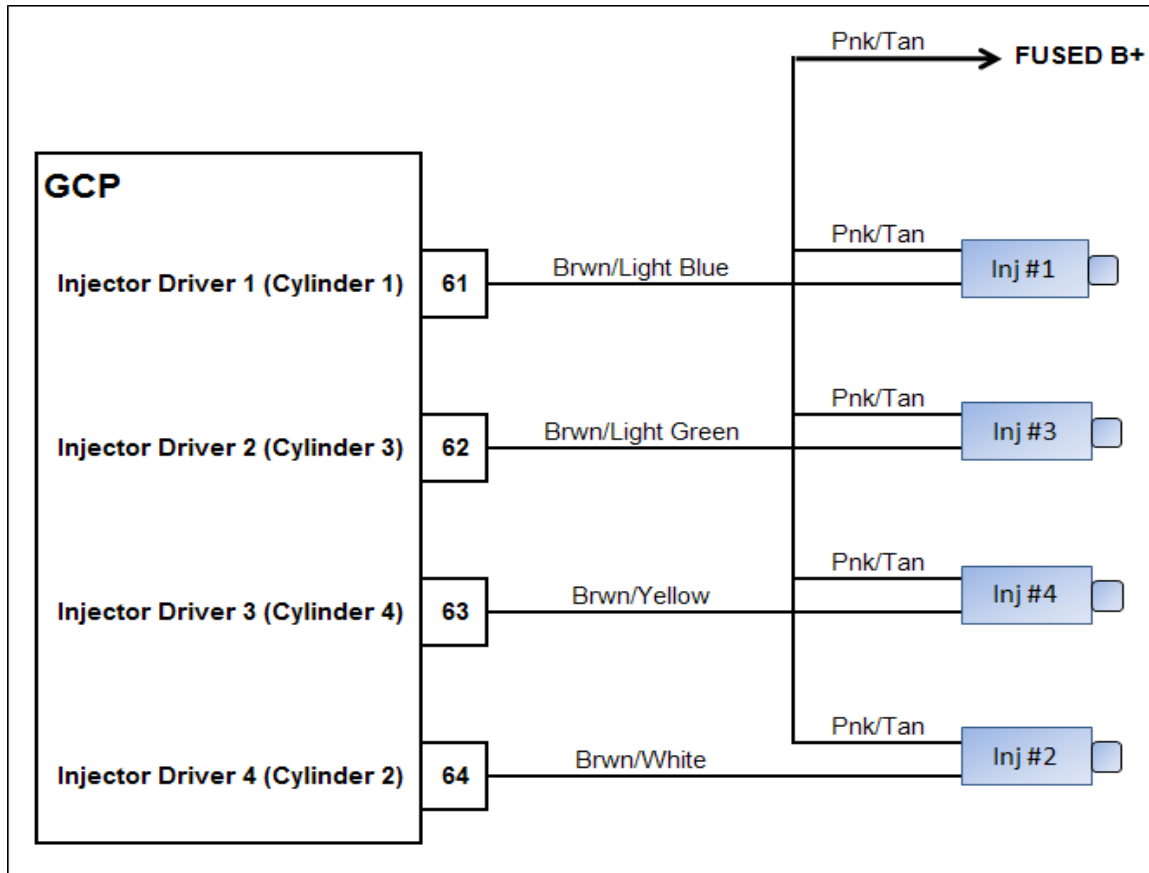 Pnk/Tan
FUSED B+
GCP
Pnk/Tan
Injector Driver 1 (Cylinder 1)
61
Brwn/Light Blue
Inj #1
Pnk/Tan
Injector Driver 2 (Cylinder 3)
62
Brwn/Light Green
Inj #3
Pnk/Tan
Injector Driver 3 (Cylinder 4)
63
Brwn/Yellow
Inj #4
Pnk/Tan
Injector Driver 4 (Cylinder 2)
64
Brwn/White
Inj #2